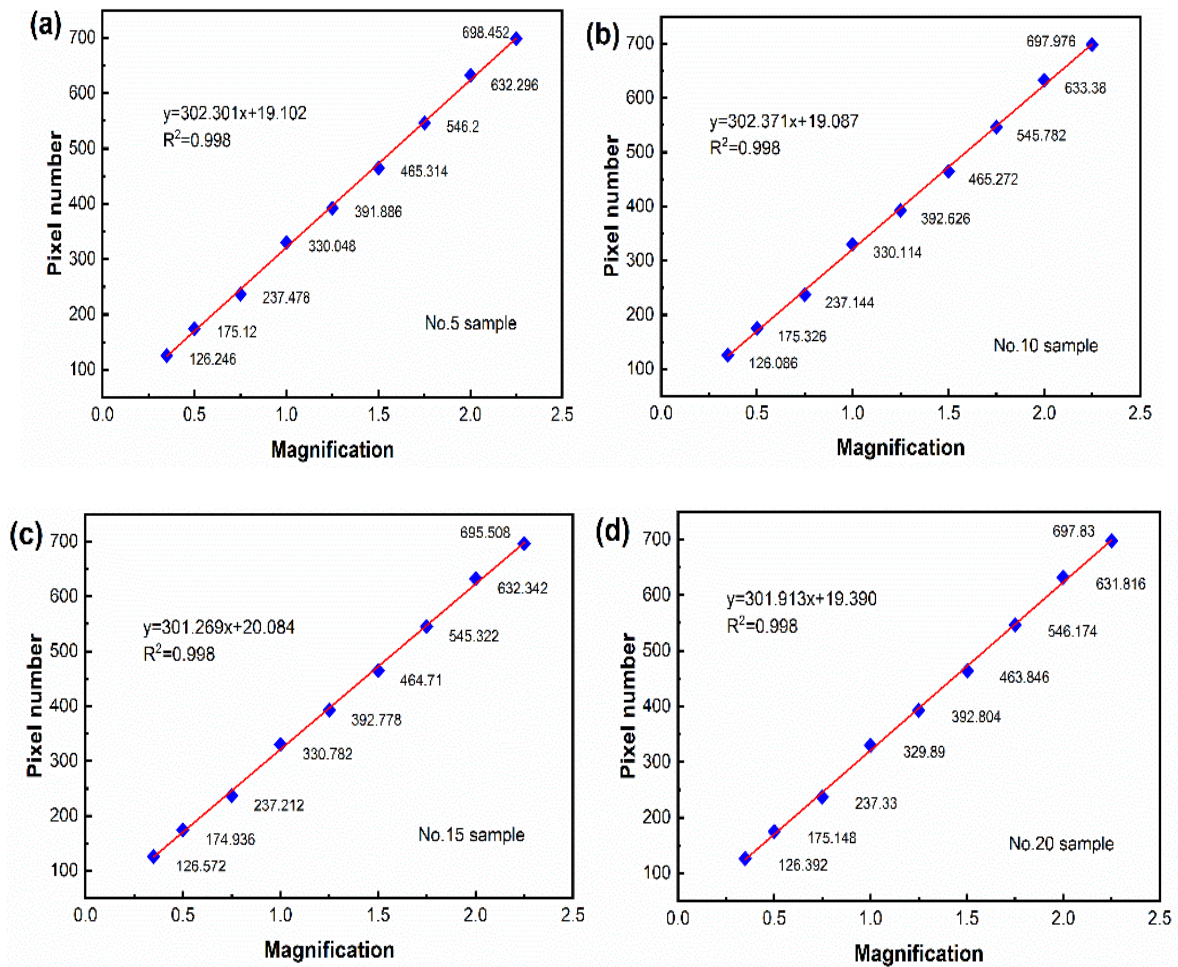 (a)
700
600
500
400
300
200
100
0.0 0.5 1.0 1.5 2.0 2.5
Pixel number
Magnification
y=302.301x+19.102
R²=0.998
698.452
632.296
546.2
465.314
391.886
330.048
237.476
175.12
126.246
No.5 sample
(b)
700
600
500
400
300
200
100
0.0 0.5 1.0 1.5 2.0 2.5
Pixel number
Magnification
y=302.371x+19.087
R²=0.998
697.976
633.38
545.782
465.272
392.626
330.114
237.144
175.326
126.086
No.10 sample
(c)
700
600
500
400
300
200
100
0.0 0.5 1.0 1.5 2.0 2.5
Pixel number
Magnification
y=301.269x+20.084
R²=0.998
695.508
632.342
545.322
464.71
392.778
330.782
237.212
174.936
126.572
No.15 sample
(d)
700
600
500
400
300
200
100
0.0 0.5 1.0 1.5 2.0 2.5
Pixel number
Magnification
y=301.913x+19.390
R²=0.998
697.83
631.816
546.174
463.846
392.804
329.89
237.33
175.148
126.392
No.20 sample